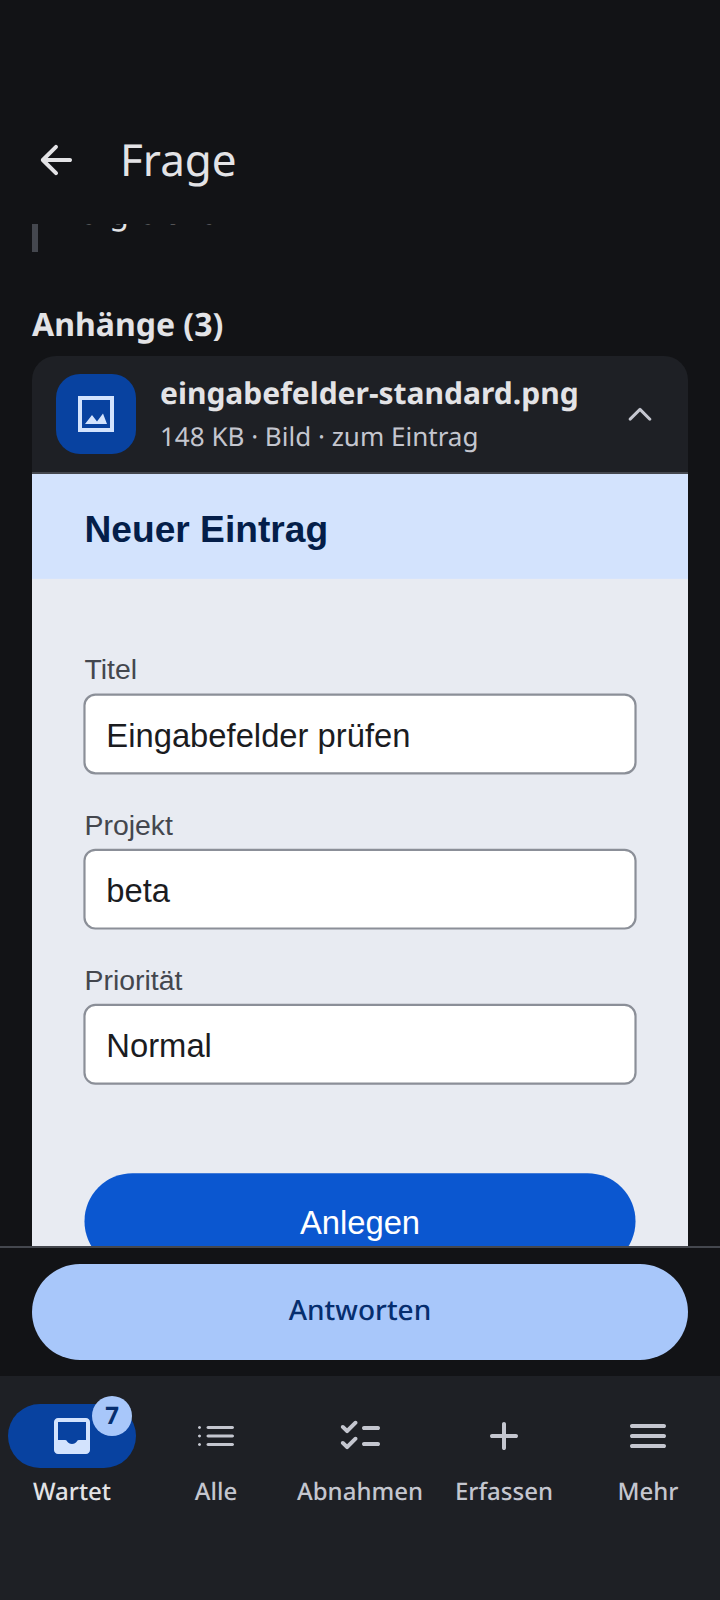 Frage
Anhänge (3)
eingabefelder-standard.png
148 KB · Bild · zum Eintrag
Neuer Eintrag
Titel
Eingabefelder prüfen
Projekt
beta
Priorität
Normal
Anlegen
Antworten
7
Wartet
Alle
Abnahmen
Erfassen
Mehr